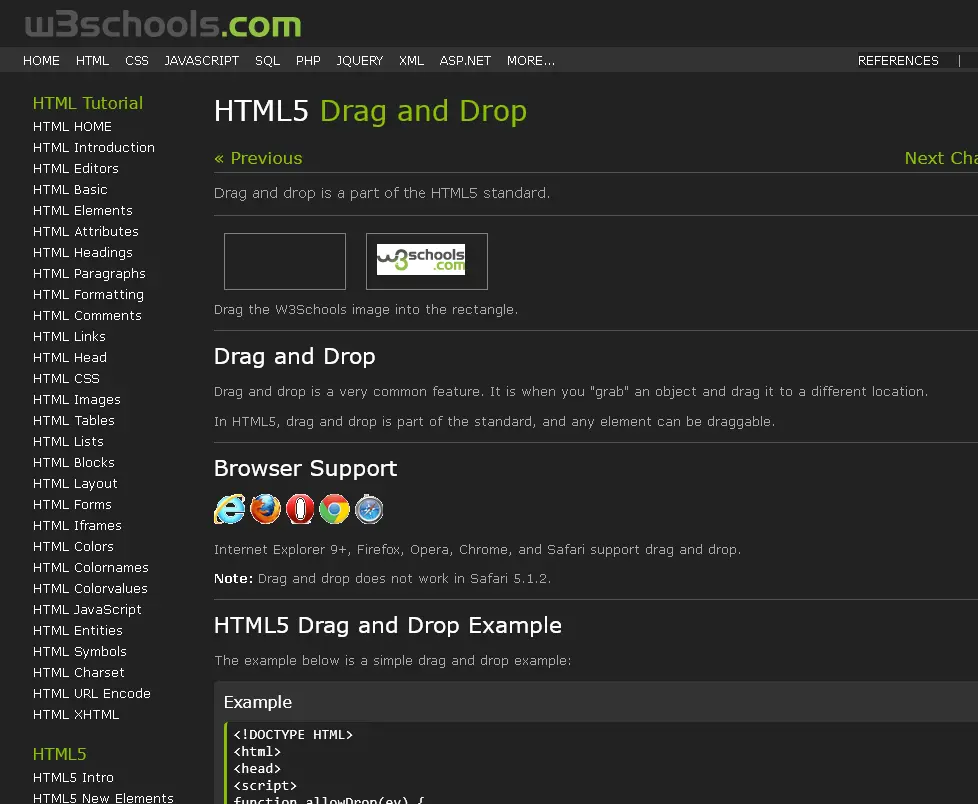 w3schools.com
HOME HTML CSS JAVASCRIPT SQL PHP JQUERY XML ASP.NET MORE... REFERENCES |
HTML Tutorial
HTML HOME
HTML Introduction
HTML Editors
HTML Basic
HTML Elements
HTML Attributes
HTML Headings
HTML Paragraphs
HTML Formatting
HTML Comments
HTML Links
HTML Head
HTML CSS
HTML Images
HTML Tables
HTML Lists
HTML Blocks
HTML Layout
HTML Forms
HTML Iframes
HTML Colors
HTML Colornames
HTML Colorvalues
HTML JavaScript
HTML Entities
HTML Symbols
HTML Charset
HTML URL Encode
HTML XHTML
HTML5
HTML5 Intro
HTML5 New Elements
HTML5 Drag and Drop
« Previous Next Cha
Drag and drop is a part of the HTML5 standard.
w3schools
.com
Drag the W3Schools image into the rectangle.
Drag and Drop
Drag and drop is a very common feature. It is when you "grab" an object and drag it to a different location.
In HTML5, drag and drop is part of the standard, and any element can be draggable.
Browser Support
Internet Explorer 9+, Firefox, Opera, Chrome, and Safari support drag and drop.
Note: Drag and drop does not work in Safari 5.1.2.
HTML5 Drag and Drop Example
The example below is a simple drag and drop example:
Example
<!DOCTYPE HTML>
<html>
<head>
<script>
function allowDrop(ev) {